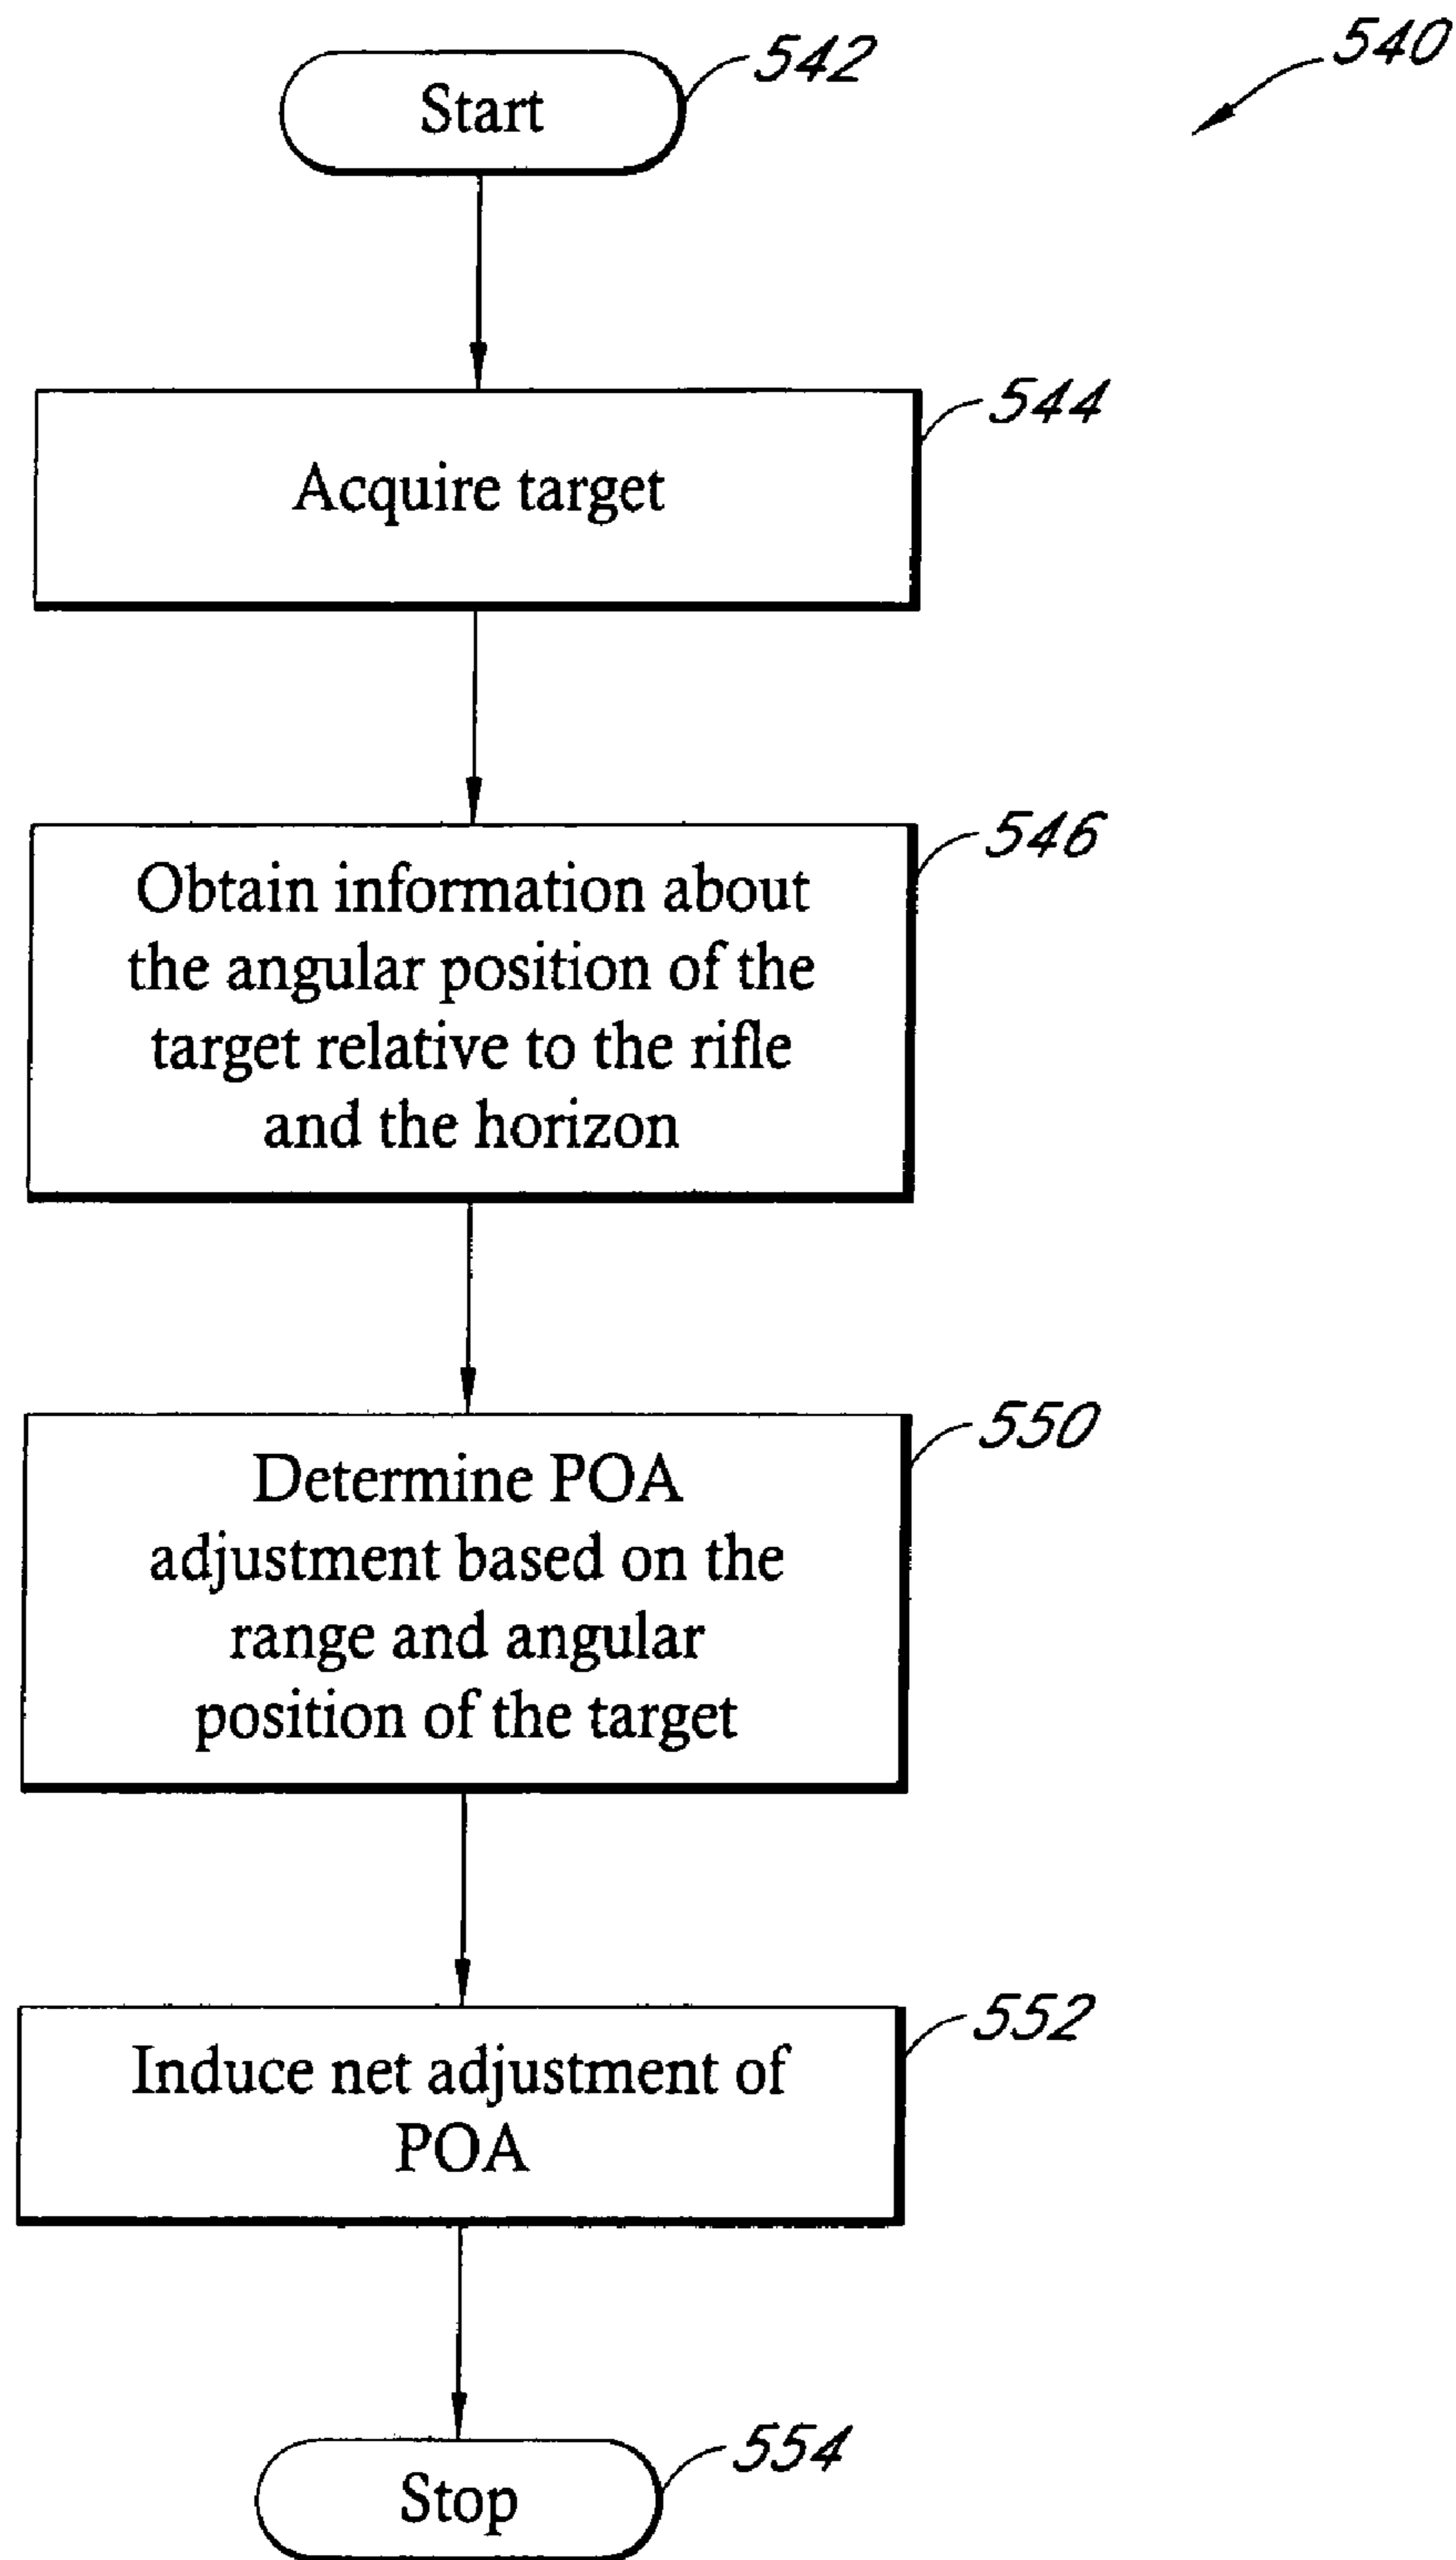 540
542
Start
544
Acquire target
546
Obtain information about
the angular position of the
target relative to the rifle
and the horizon
550
Determine POA
adjustment based on the
range and angular
position of the target
552
Induce net adjustment of
POA
554
Stop